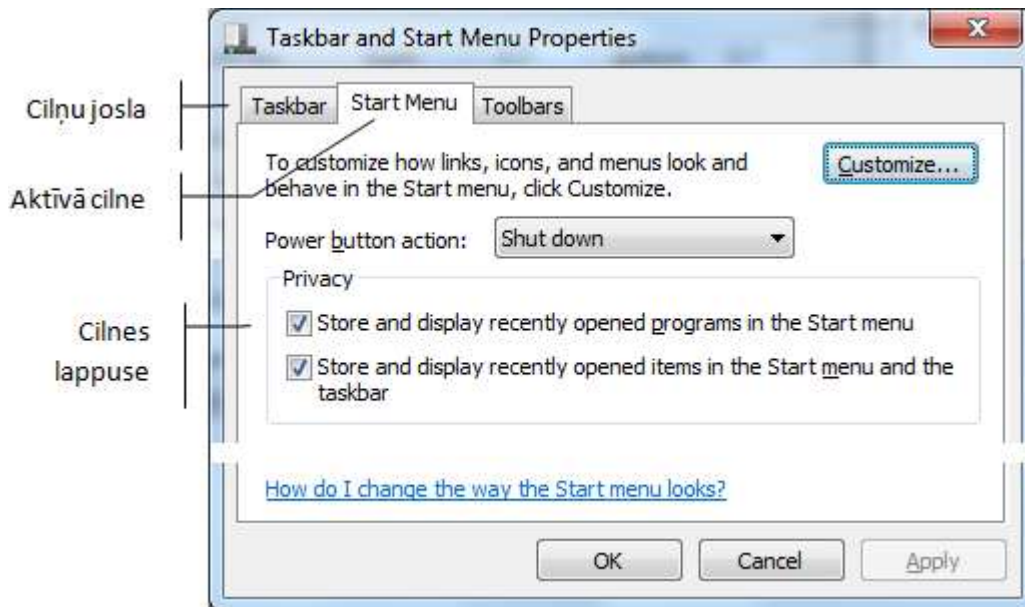 Taskbar and Start Menu Properties
Cilņu josla
Taskbar
Start Menu
Toolbars
To customize how links, icons, and menus look and
behave in the Start menu, click Customize.
Customize...
Aktīvā cilne
Power button action:
Shut down
Privacy
Store and display recently opened programs in the Start menu
Cilnes
lappuse
Store and display recently opened items in the Start menu and the
taskbar
How do I change the way the Start menu looks?
OK
Cancel
Apply